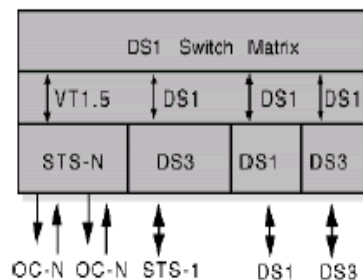 DS1 Switch Matrix
VT1.5 DS1 DS1 DS1
STS-N DS3 DS1 DS3
OC-N OC-N STS-1 DS1 DS3